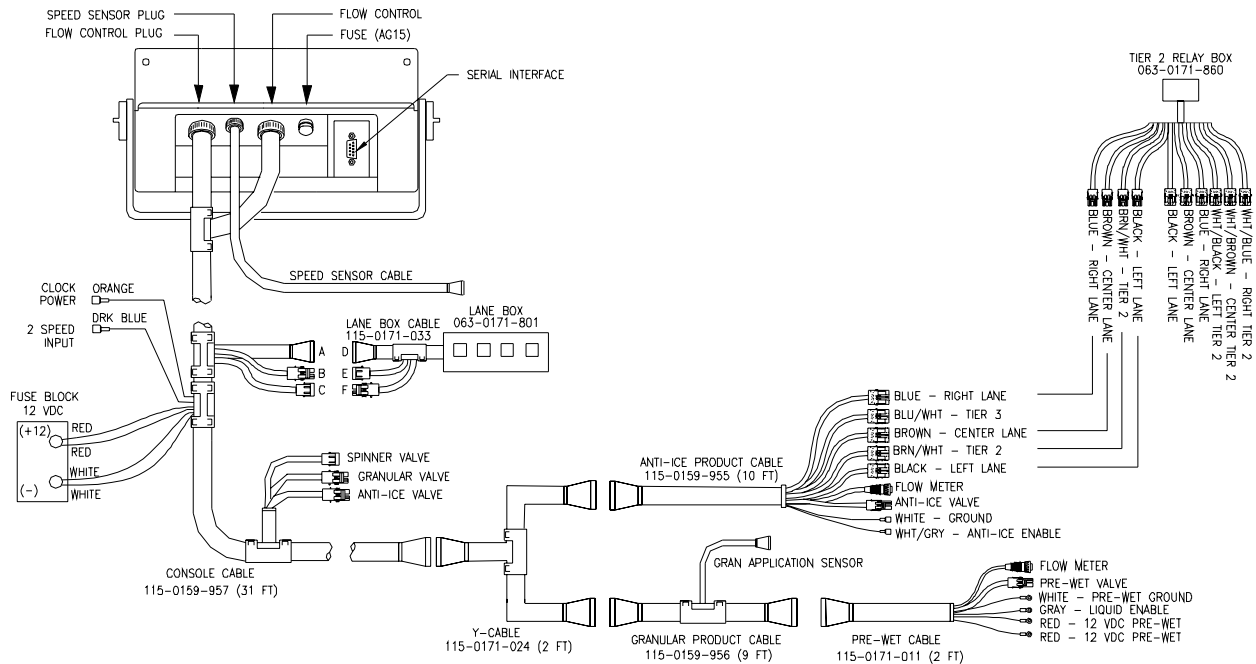 SPEED SENSOR PLUG
FLOW CONTROL PLUG
FLOW CONTROL
FUSE (AG15)
SERIAL INTERFACE
SPEED SENSOR CABLE
CLOCK
POWER
ORANGE
DRK BLUE
2 SPEED
INPUT
LANE BOX CABLE
115-0171-033
LANE BOX
063-0171-801
A
B
C
D
E
F
FUSE BLOCK
12 VDC
(+12)
(-)
RED
RED
WHITE
WHITE
SPINNER VALVE
GRANULAR VALVE
ANTI-ICE VALVE
CONSOLE CABLE
115-0159-957 (31 FT)
Y-CABLE
115-0171-024 (2 FT)
ANTI-ICE PRODUCT CABLE
115-0159-955 (10 FT)
BLUE - RIGHT LANE
BLU/WHT - TIER 3
BROWN - CENTER LANE
BRN/WHT - TIER 2
BLACK - LEFT LANE
FLOW METER
ANTI-ICE VALVE
WHITE - GROUND
WHT/GRY - ANTI-ICE ENABLE
GRAN APPLICATION SENSOR
GRANULAR PRODUCT CABLE
115-0159-956 (9 FT)
PRE-WET CABLE
115-0171-011 (2 FT)
FLOW METER
PRE-WET VALVE
WHITE - PRE-WET GROUND
GRAY - LIQUID ENABLE
RED - 12 VDC PRE-WET
RED - 12 VDC PRE-WET
TIER 2 RELAY BOX
063-0171-860
BLUE - RIGHT LANE
BROWN - CENTER LANE
BRN/WHT - TIER 2
BLACK - LEFT LANE
BLACK - LEFT LANE
BROWN - CENTER LANE
BLUE - RIGHT LANE
WHT/BLACK - LEFT TIER 2
WHT/BROWN - CENTER TIER 2
WHT/BLUE - RIGHT TIER 2